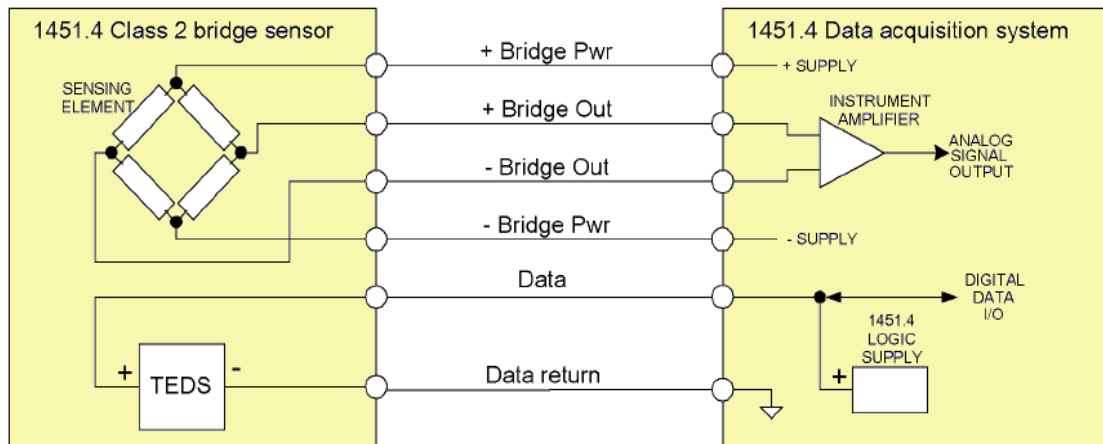 1451.4 Class 2 bridge sensor
SENSING
ELEMENT
+ Bridge Pwr
+ Bridge Out
- Bridge Out
- Bridge Pwr
Data
Data return
+
TEDS
-
1451.4 Data acquisition system
+ SUPPLY
INSTRUMENT
AMPLIFIER
ANALOG
SIGNAL
OUTPUT
- SUPPLY
DIGITAL
DATA
I/O
1451.4
LOGIC
SUPPLY
+